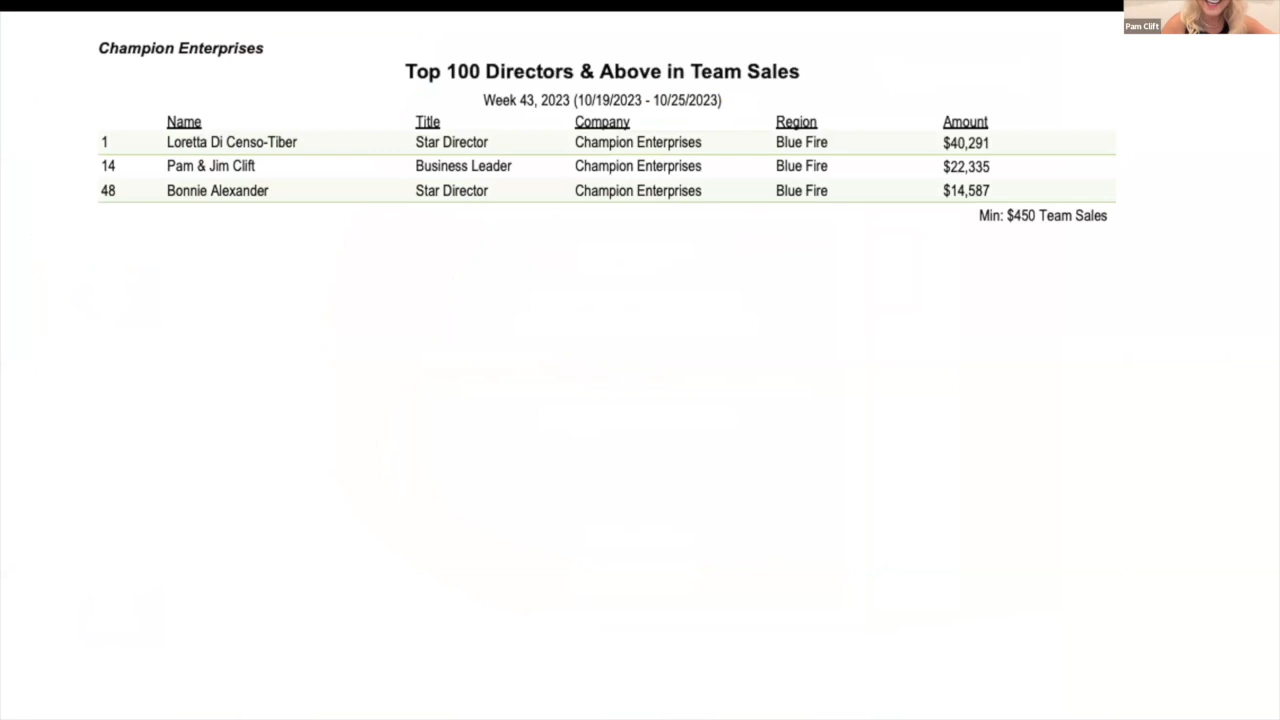 Pam Clift
Champion Enterprises
Top 100 Directors & Above in Team Sales
Week 43, 2023 (10/19/2023 - 10/25/2023)
Name Title Company Region Amount
1 Loretta Di Censo-Tiber Star Director Champion Enterprises Blue Fire $40,291
14 Pam & Jim Clift Business Leader Champion Enterprises Blue Fire $22,335
48 Bonnie Alexander Star Director Champion Enterprises Blue Fire $14,587
Min: $450 Team Sales